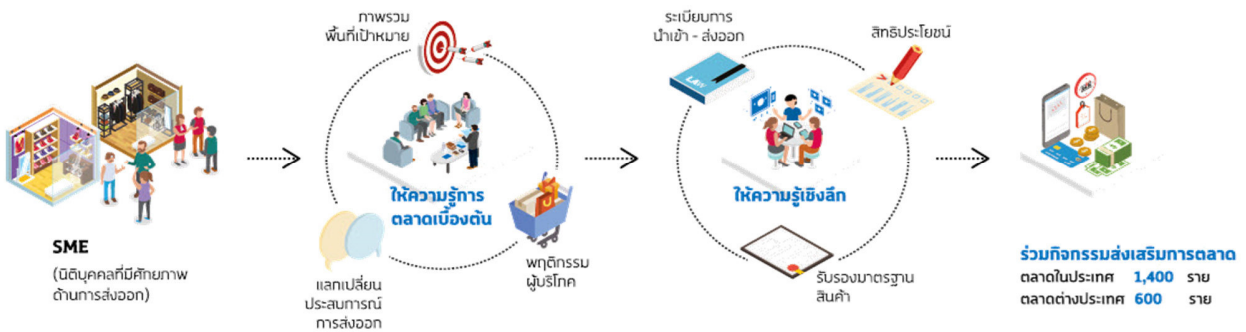 SME
(นิติบุคคลที่มีศักยภาพ
ด้านการส่งออก)
ภาพรวม
พื้นที่เป้าหมาย
ให้ความรู้การ
ตลาดเบื้องต้น
แลกเปลี่ยน
ประสบการณ์
การส่งออก
พฤติกรรม
ผู้บริโภค
ระเบียบการ
นำเข้า - ส่งออก
LAW
สิทธิประโยชน์
ให้ความรู้เชิงลึก
รับรองมาตรฐาน
สินค้า
SME
ร่วมกิจกรรมส่งเสริมการตลาด
ตลาดในประเทศ 1,400 ราย
ตลาดต่างประเทศ 600 ราย